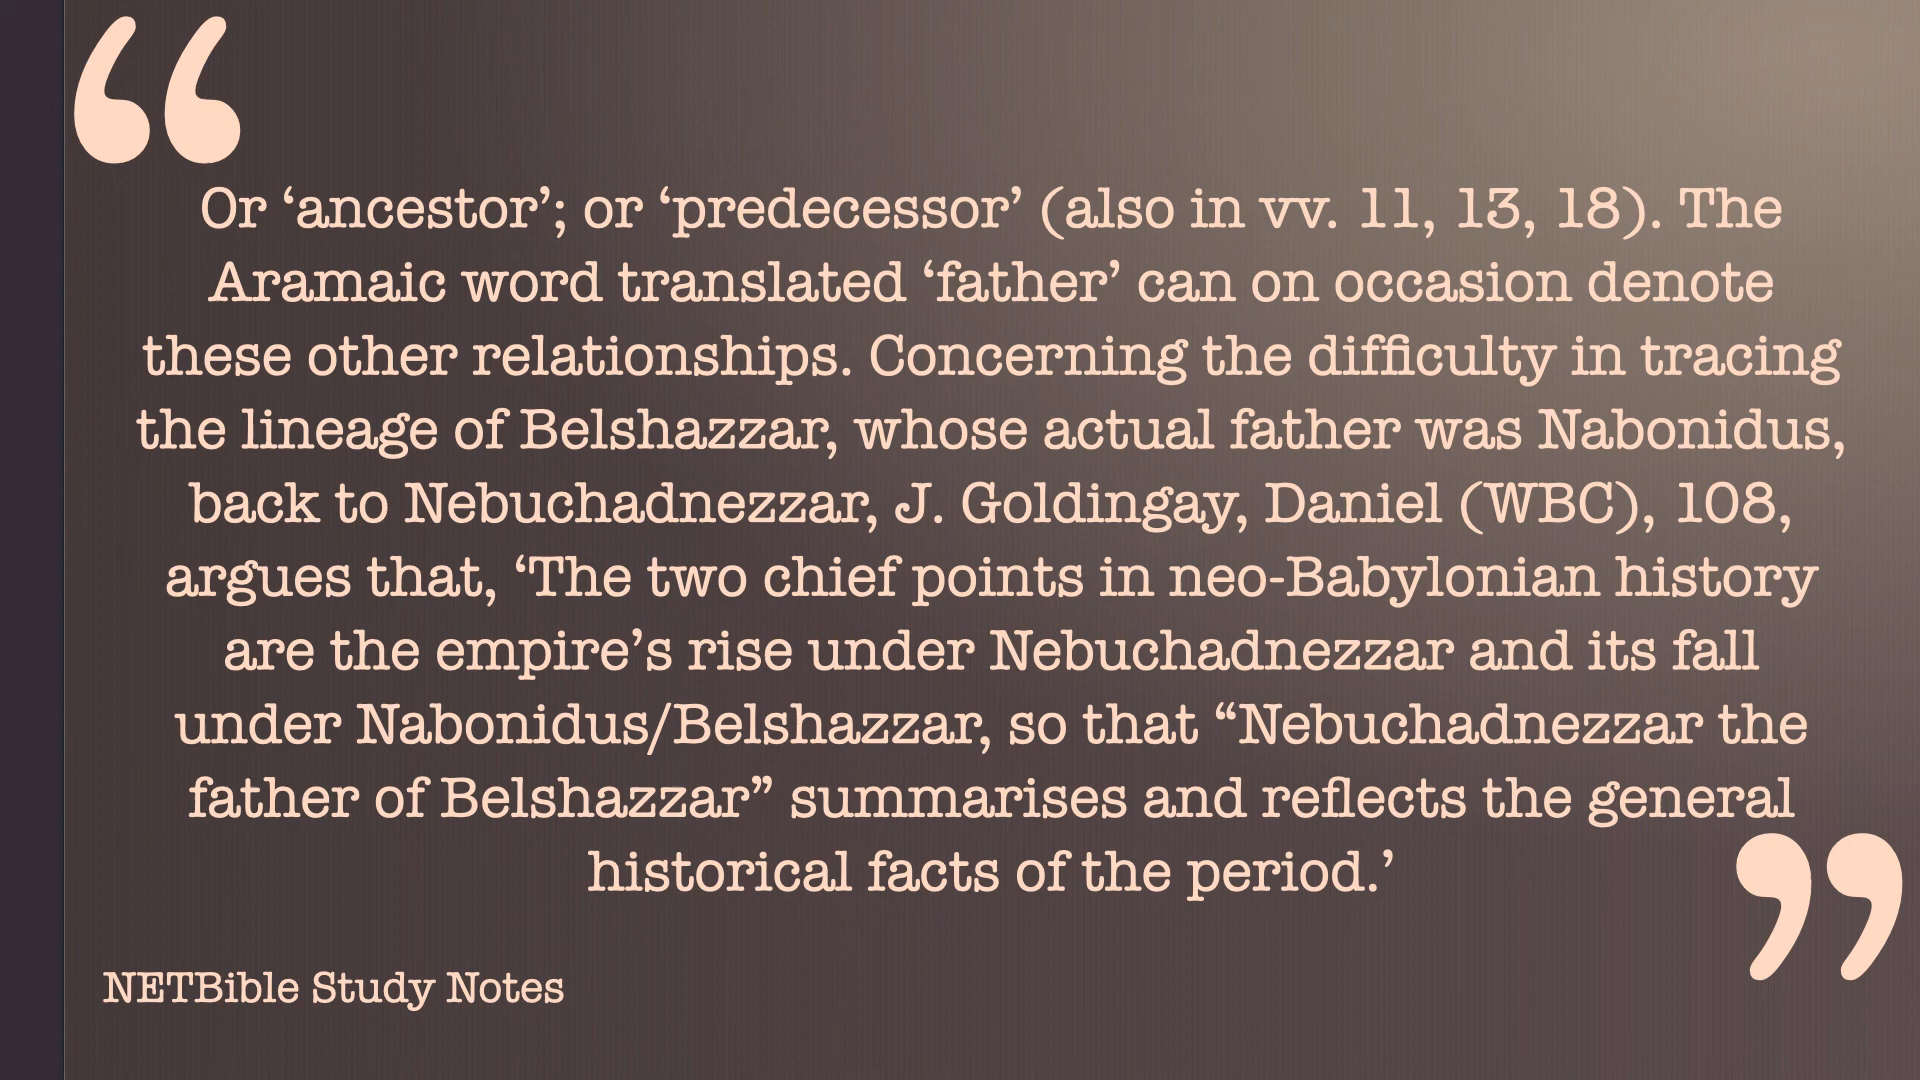 “
Or ‘ancestor’; or ‘predecessor’ (also in vv. 11, 13, 18). The
Aramaic word translated ‘father’ can on occasion denote
these other relationships. Concerning the difficulty in tracing
the lineage of Belshazzar, whose actual father was Nabonidus,
back to Nebuchadnezzar, J. Goldingay, Daniel (WBC), 108,
argues that, ‘The two chief points in neo-Babylonian history
are the empire’s rise under Nebuchadnezzar and its fall
under Nabonidus/Belshazzar, so that “Nebuchadnezzar the
father of Belshazzar” summarises and reflects the general
historical facts of the period.’
”
NETBible Study Notes